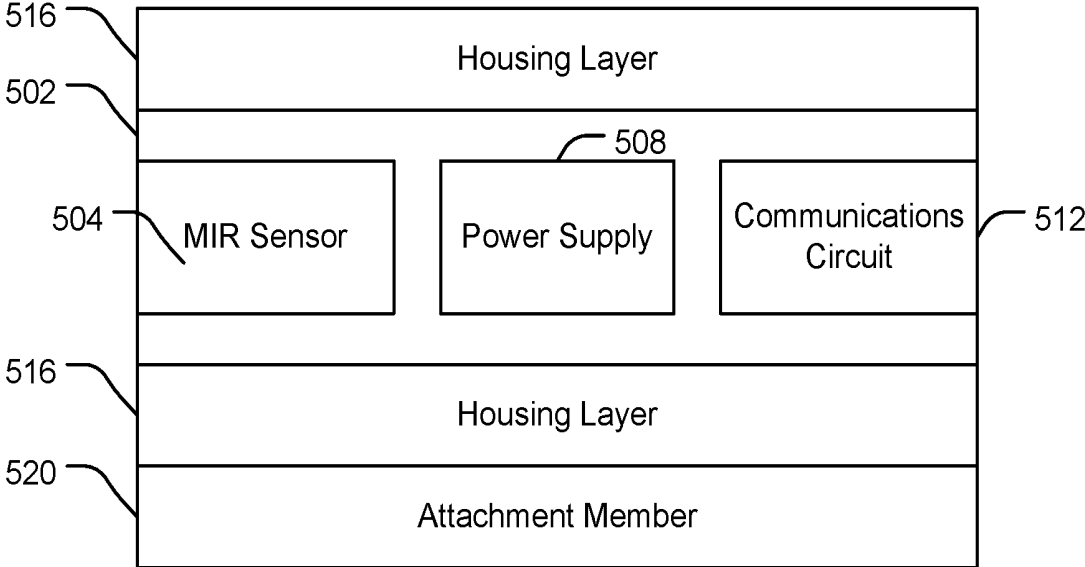 516
Housing Layer
502
508
504
MIR Sensor
Power Supply
Communications
Circuit
512
516
Housing Layer
520
Attachment Member